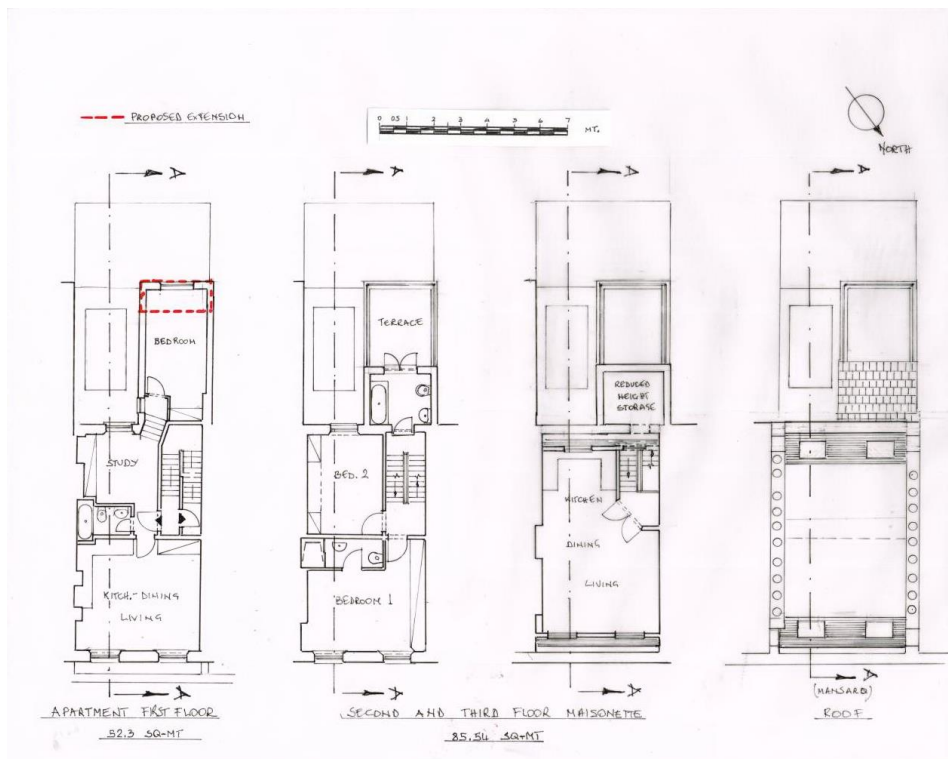 PROPOSED EXTENSION
0 0.5 1 2 3 4 5 6 7 MT.
NORTH
A A A A
BEDROOM
STUDY
KITCH.- DINING
LIVING
A
APARTMENT FIRST FLOOR
52.3 SQ-MT
TERRACE
BED. 2
BEDROOM 1
A
REDUCED
HEIGHT
STORAGE
KITCHEN
DINING
LIVING
A
SECOND AND THIRD FLOOR MAISONETTE
85.54 SQ-MT
A
(MANSARD)
ROOF